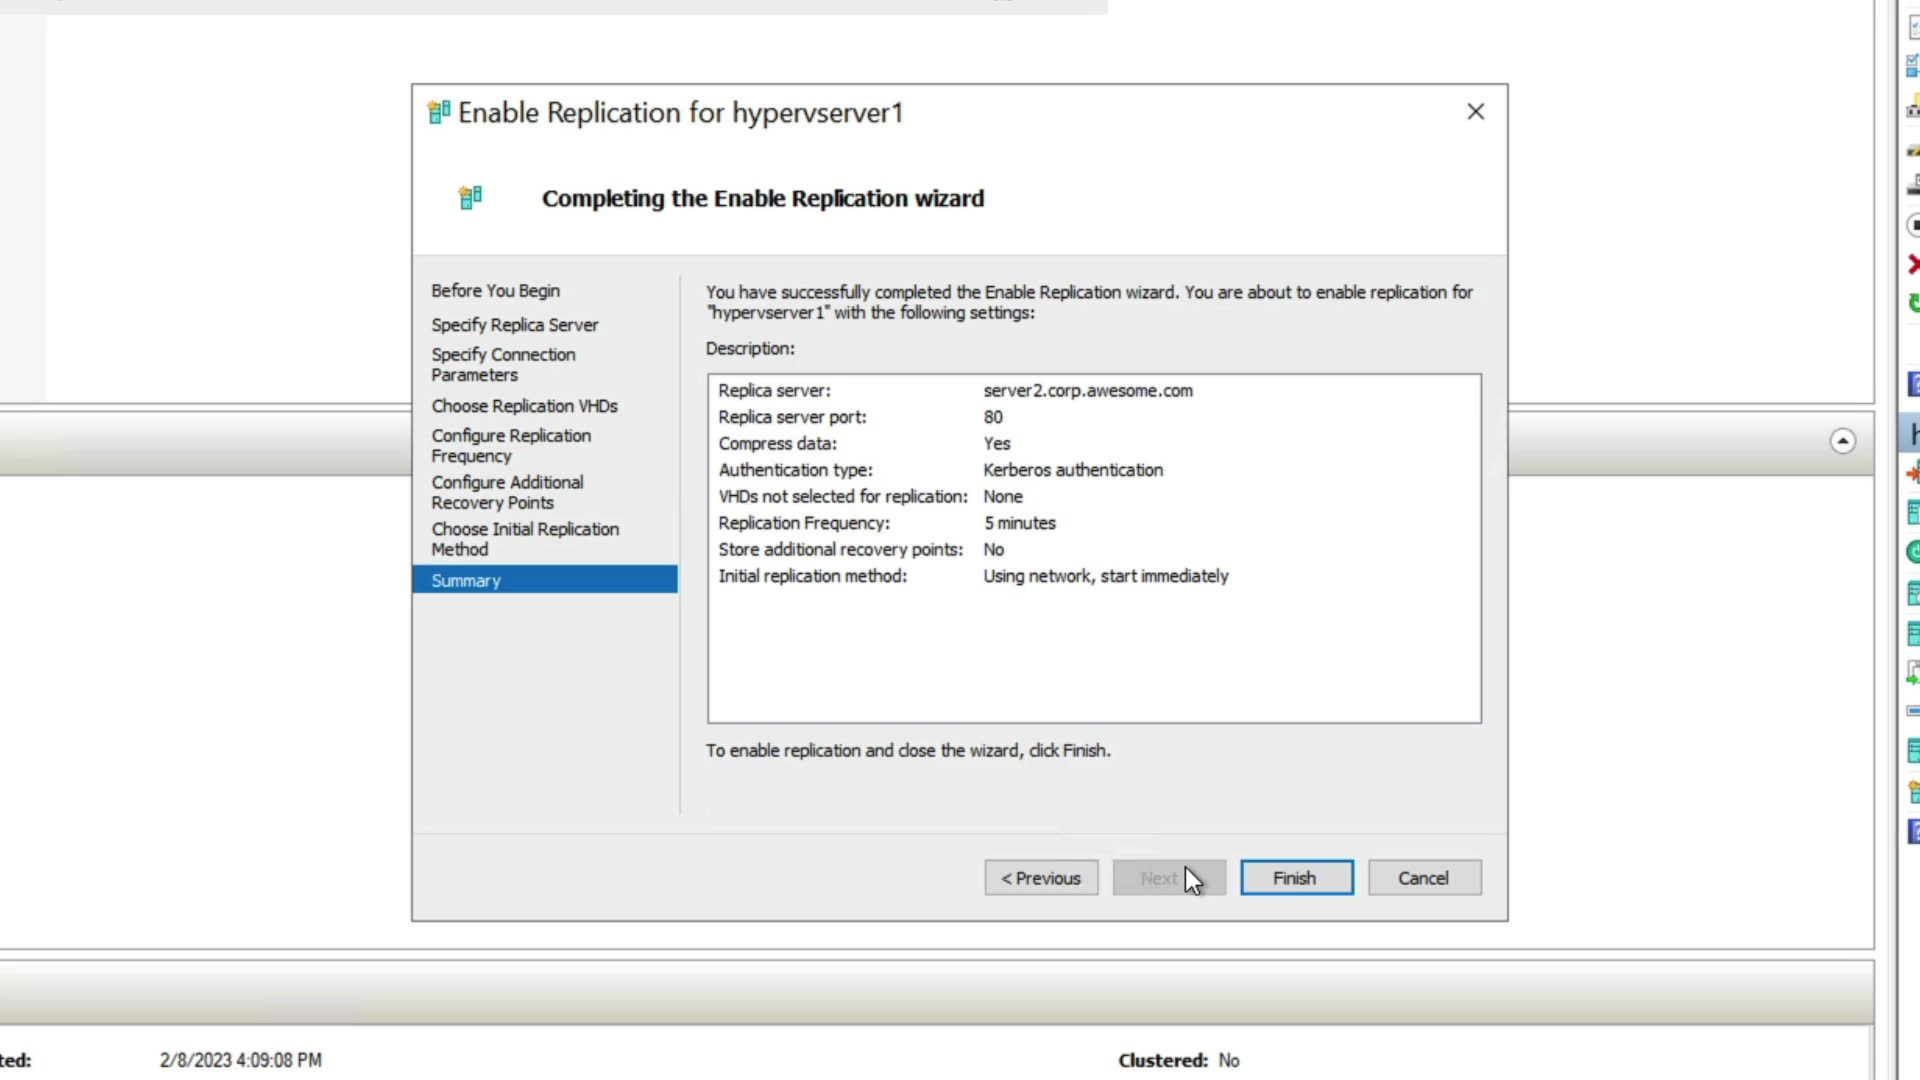 Enable Replication for hypervserver1
Completing the Enable Replication wizard
Before You Begin
Specify Replica Server
Specify Connection
Parameters
Choose Replication VHDs
Configure Replication
Frequency
Configure Additional
Recovery Points
Choose Initial Replication
Method
Summary
You have successfully completed the Enable Replication wizard. You are about to enable replication for
"hypervserver1" with the following settings:
Description:
Replica server: server2.corp.awesome.com
Replica server port: 80
Compress data: Yes
Authentication type: Kerberos authentication
VHDs not selected for replication: None
Replication Frequency: 5 minutes
Store additional recovery points: No
Initial replication method: Using network, start immediately
To enable replication and close the wizard, click Finish.
< Previous Next Finish Cancel
ted: 2/8/2023 4:09:08 PM Clustered: No